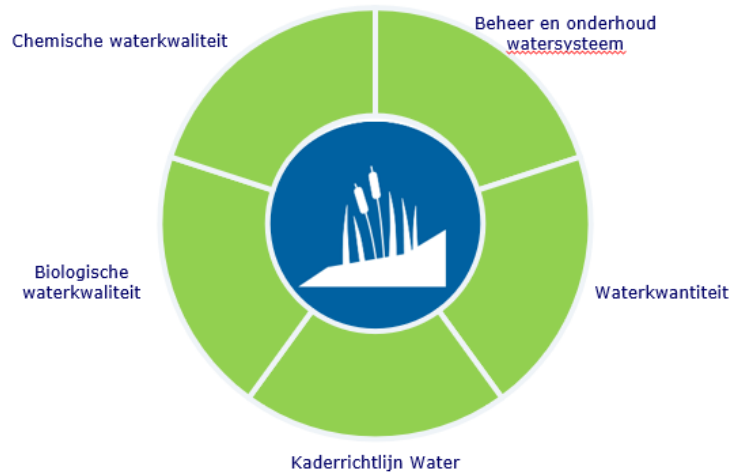 Chemische waterkwaliteit
Beheer en onderhoud
watersysteem
Biologische
waterkwaliteit
Waterkwantiteit
Kaderrichtlijn Water